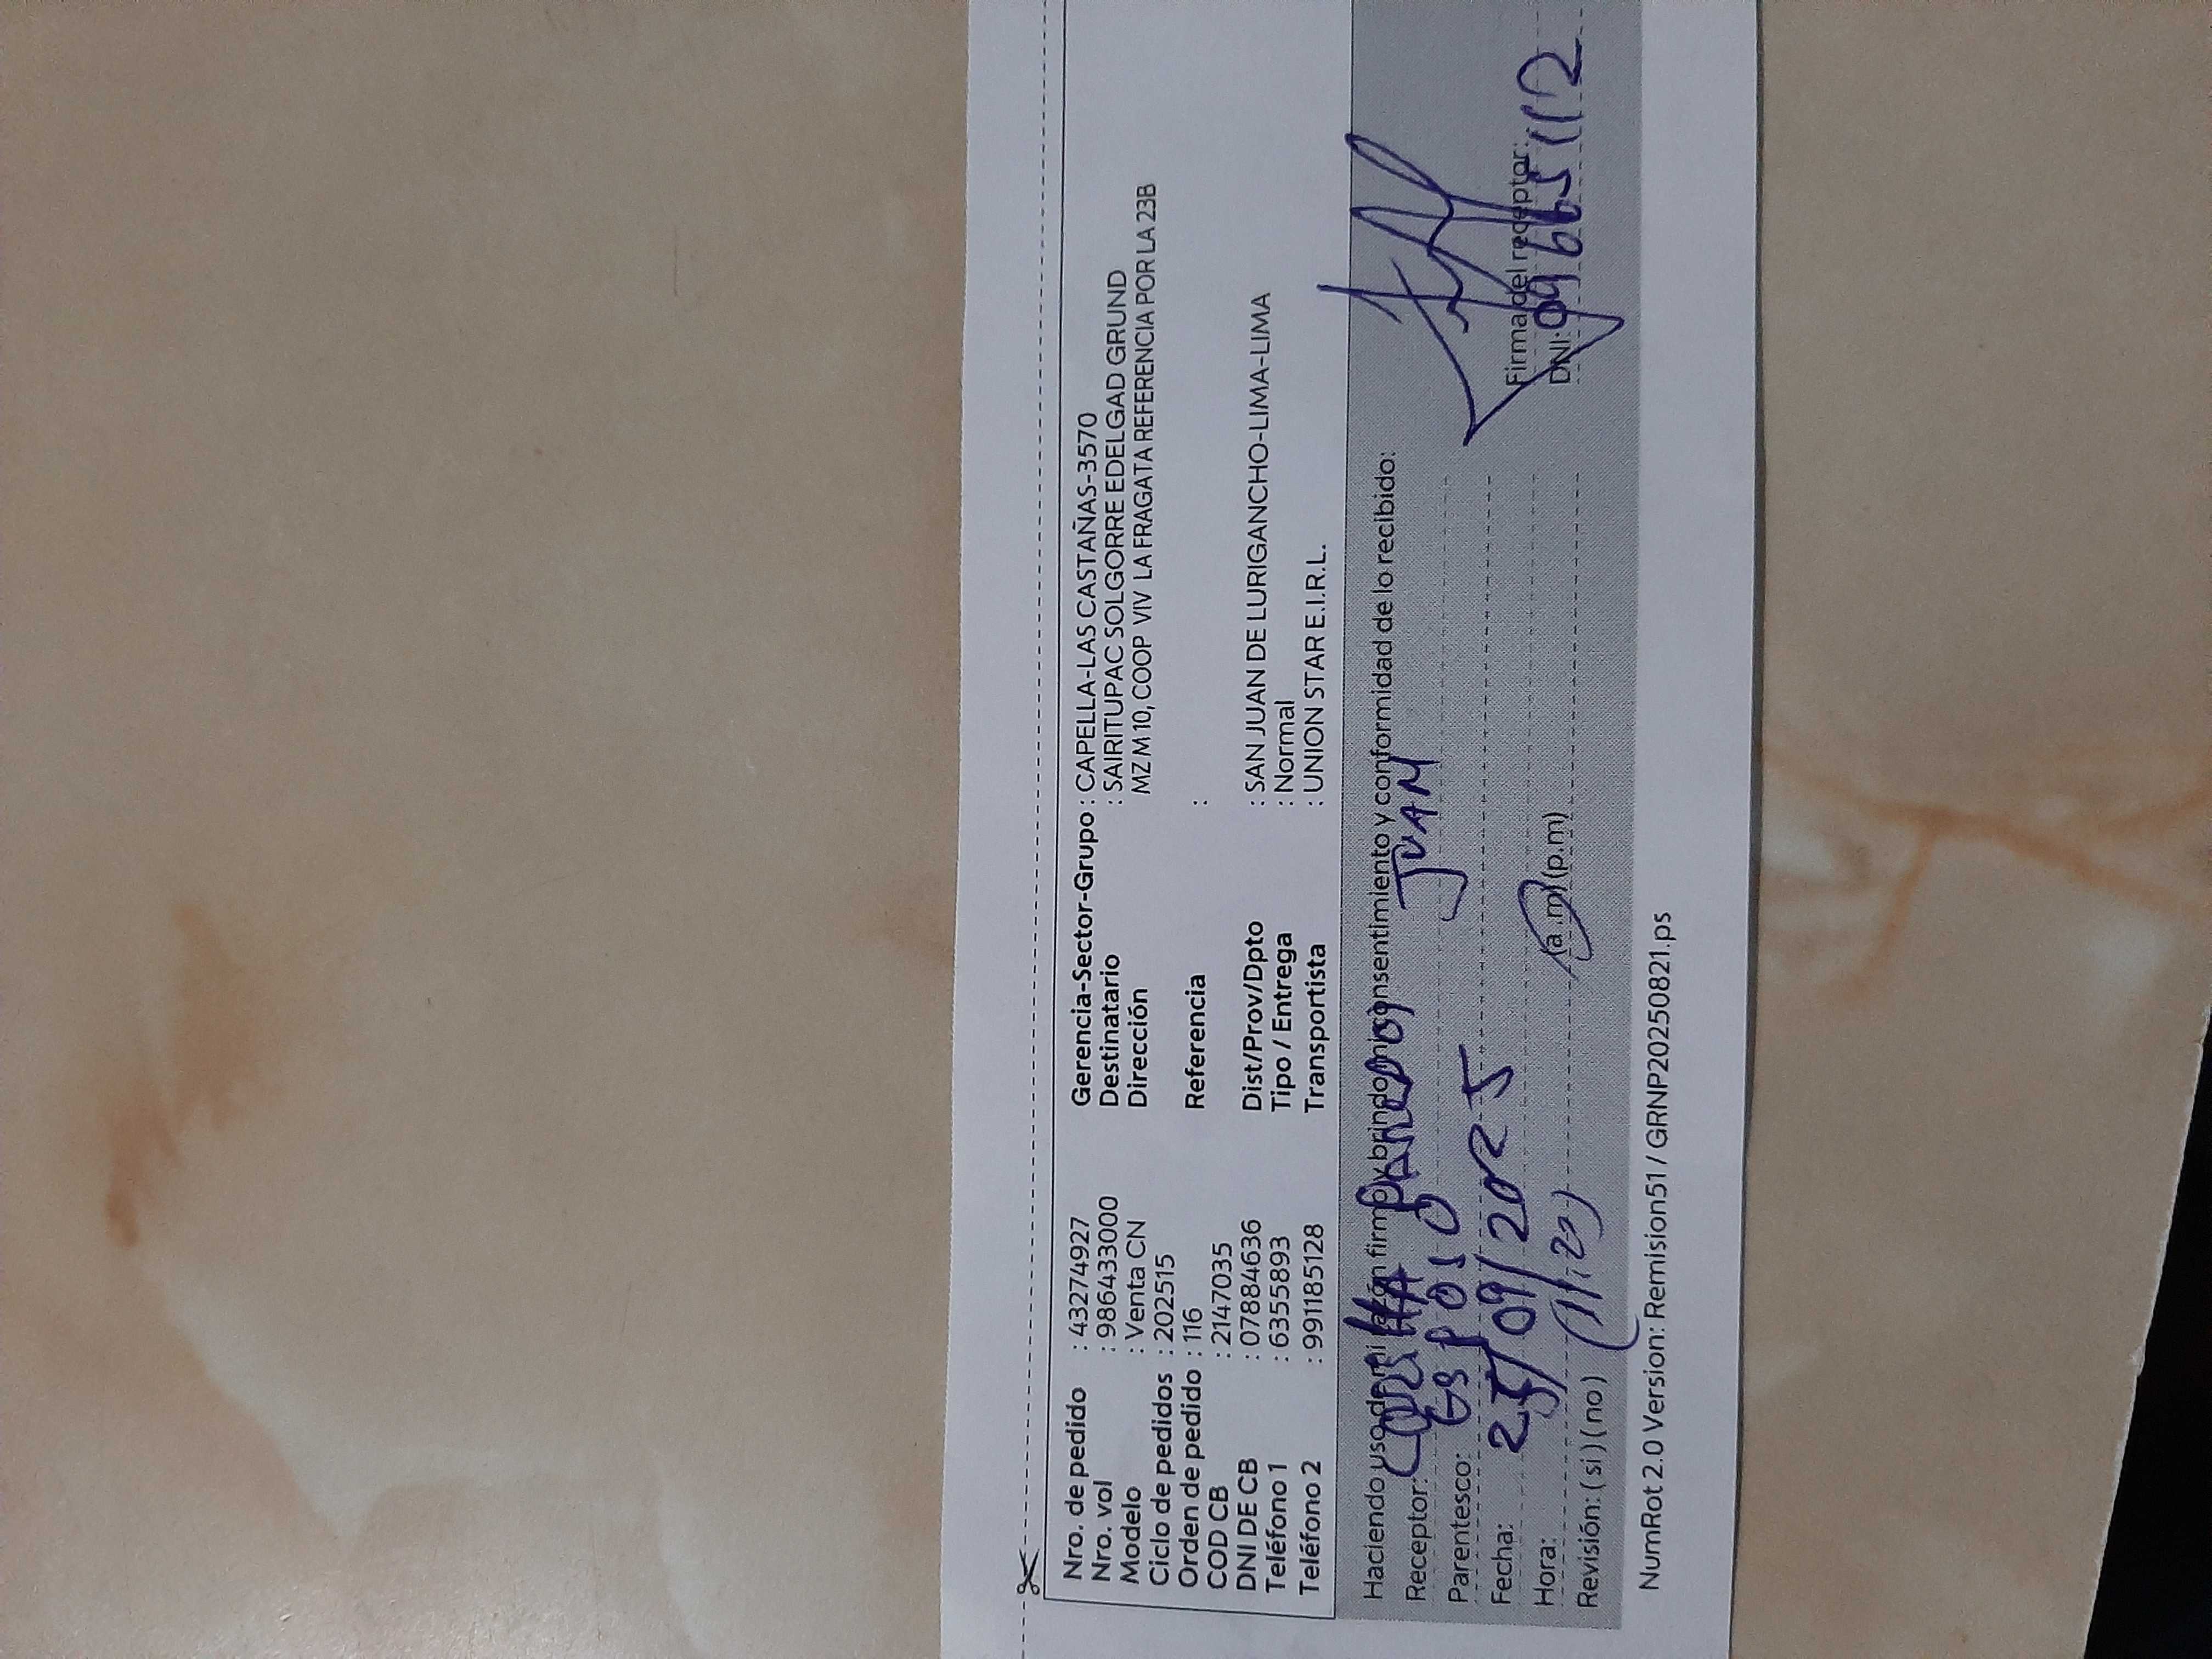 Nro. de pedido : 43274927
Nro. vol : 986433000
Modelo : Venta CN
Ciclo de pedidos : 202515
Orden de pedido : 116
COD CB : 2147035
DNI DE CB : 07884636
Teléfono 1 : 6355893
Teléfono 2 : 991185128
Gerencia-Sector-Grupo : CAPELLA-LAS CASTAÑAS-3570
Destinatario : SAIRITUPAC SOLGORRE EDELGAD GRUND
Dirección MZ M 10, COOP VIV LA FRAGATA REFERENCIA POR LA 23B
Referencia :
Dist/Prov/Dpto : SAN JUAN DE LURIGANCHO-LIMA-LIMA
Tipo / Entrega : Normal
Transportista : UNION STAR E.I.R.L.
Haciendo uso de mi firma y brindo mi consentimiento y conformidad de lo recibido:
Receptor: JUAN
Parentesco: ESPOSO
Fecha: 25/09/2025
Hora: (a.m) (p.m)
Revisión: (si) (no)
Firma del receptor:
DNI: 09665112
NumRot 2.0 Version: Remision51 / GRNP20250821.ps